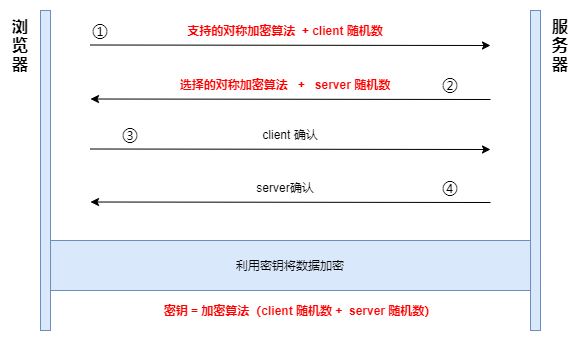 浏览器
服务器
① 支持的对称加密算法 + client 随机数
选择的对称加密算法 + server 随机数 ②
③ client 确认
server确认 ④
利用密钥将数据加密
密钥 = 加密算法（client 随机数 + server 随机数）